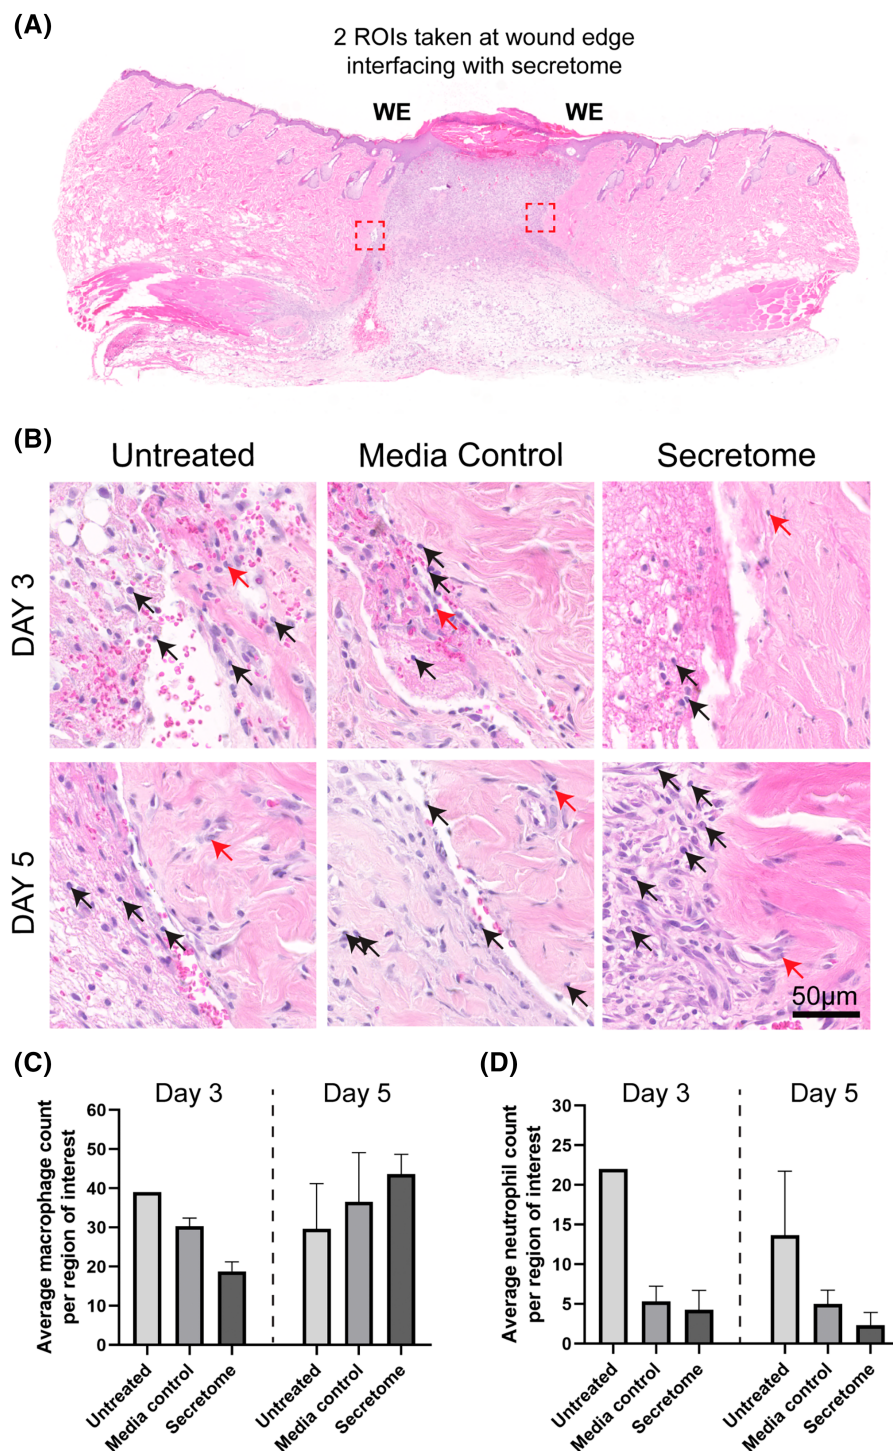 (A)
2 ROIs taken at wound edge
interfacing with secretome
WE WE
(B)
Untreated Media Control Secretome
DAY 3
DAY 5
50µm
(C)
Day 3 Day 5
Average macrophage count
per region of interest
60
50
40
30
20
10
0
Untreated
Media control
Secretome
Untreated
Media control
Secretome
(D)
Day 3 Day 5
Average neutrophil count
per region of interest
30
25
20
15
10
5
0
Untreated
Media control
Secretome
Untreated
Media control
Secretome